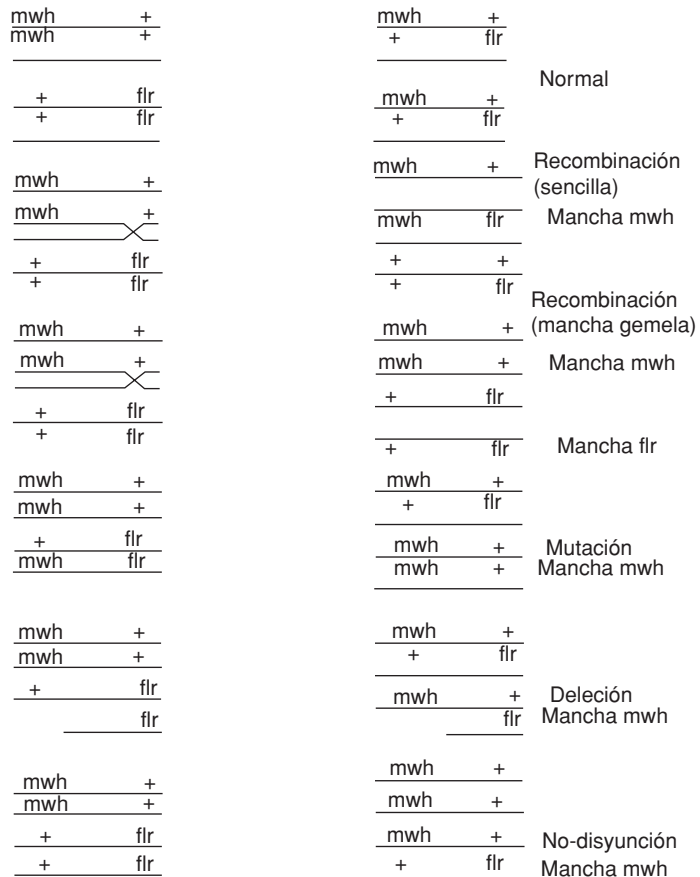 mwh + mwh +
mwh + + flr
Normal
+ flr mwh +
+ flr + flr
mwh + mwh + Recombinación
(sencilla)
mwh + mwh flr Mancha mwh
+ flr + +
+ flr + flr
Recombinación
mwh + mwh + (mancha gemela)
mwh + mwh + Mancha mwh
+ flr + flr
+ flr + flr Mancha flr
mwh + mwh +
mwh + + flr
+ flr mwh + Mutación
mwh flr mwh + Mancha mwh
mwh + mwh +
mwh + + flr
+ flr mwh + Deleción
flr flr Mancha mwh
mwh + mwh +
mwh + mwh +
+ flr mwh + No-disyunción
+ flr + flr Mancha mwh